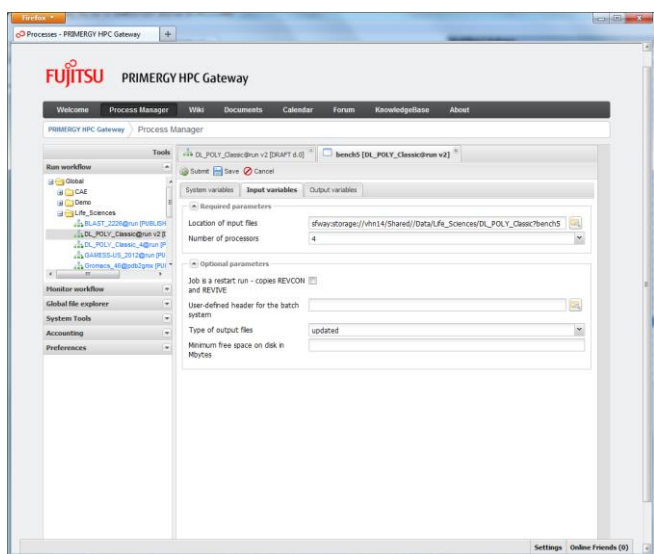 Firefox
Processes - PRIMERGY HPC Gateway
+
FUJITSU PRIMERGY HPC Gateway
Welcome Process Manager Wiki Documents Calendar Forum KnowledgeBase About
PRIMERGY HPC Gateway Process Manager
Tools
Run workflow
Global
CAE
Demo
Life_Sciences
BLAST_2226@run [PUBLISH
DL_POLY_Classic@run v2 [D
DL_POLY_Classic_4@run [P
GAMESS-US_2012@run [PU
Gromacs_46@pdb2gmx [PU
Monitor workflow
Global file explorer
System Tools
Accounting
Preferences
DL_POLY_Classic@run v2 [DRAFT d.0] bench5 [DL_POLY_Classic@run v2]
Submit Save Cancel
System variables Input variables Output variables
Required parameters
Location of input files sfway:storage://vhn14/Shared//Data/Life_Sciences/DL_POLY_Classic?bench5
Number of processors 4
Optional parameters
Job is a restart run - copies REVCON
and REVIVE
User-defined header for the batch
system
Type of output files updated
Minimum free space on disk in
Mbytes
Settings Online Friends (0)